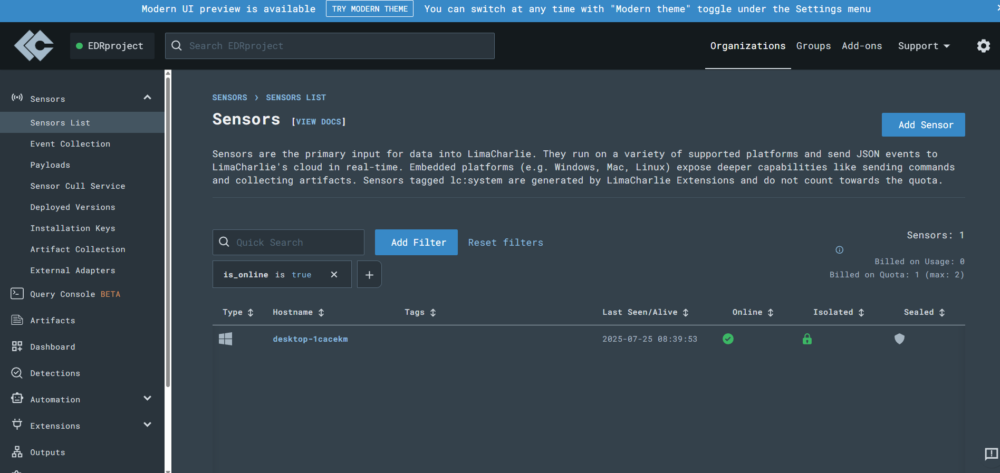 Modern UI preview is available TRY MODERN THEME You can switch at any time with "Modern theme" toggle under the Settings menu
EDRproject
Search EDRproject
Organizations Groups Add-ons Support
Sensors
Sensors List
Event Collection
Payloads
Sensor Cull Service
Deployed Versions
Installation Keys
Artifact Collection
External Adapters
Query Console BETA
Artifacts
Dashboard
Detections
Automation
Extensions
Outputs
SENSORS › SENSORS LIST
Sensors [VIEW DOCS]
Add Sensor
Sensors are the primary input for data into LimaCharlie. They run on a variety of supported platforms and send JSON events to
LimaCharlie's cloud in real-time. Embedded platforms (e.g. Windows, Mac, Linux) expose deeper capabilities like sending commands
and collecting artifacts. Sensors tagged lc:system are generated by LimaCharlie Extensions and do not count towards the quota.
Quick Search
Add Filter
Reset filters
Sensors: 1
Billed on Usage: 0
Billed on Quota: 1 (max: 2)
is_online is true
Type Hostname Tags Last Seen/Alive Online Isolated Sealed
desktop-1cacekm 2025-07-25 08:39:53